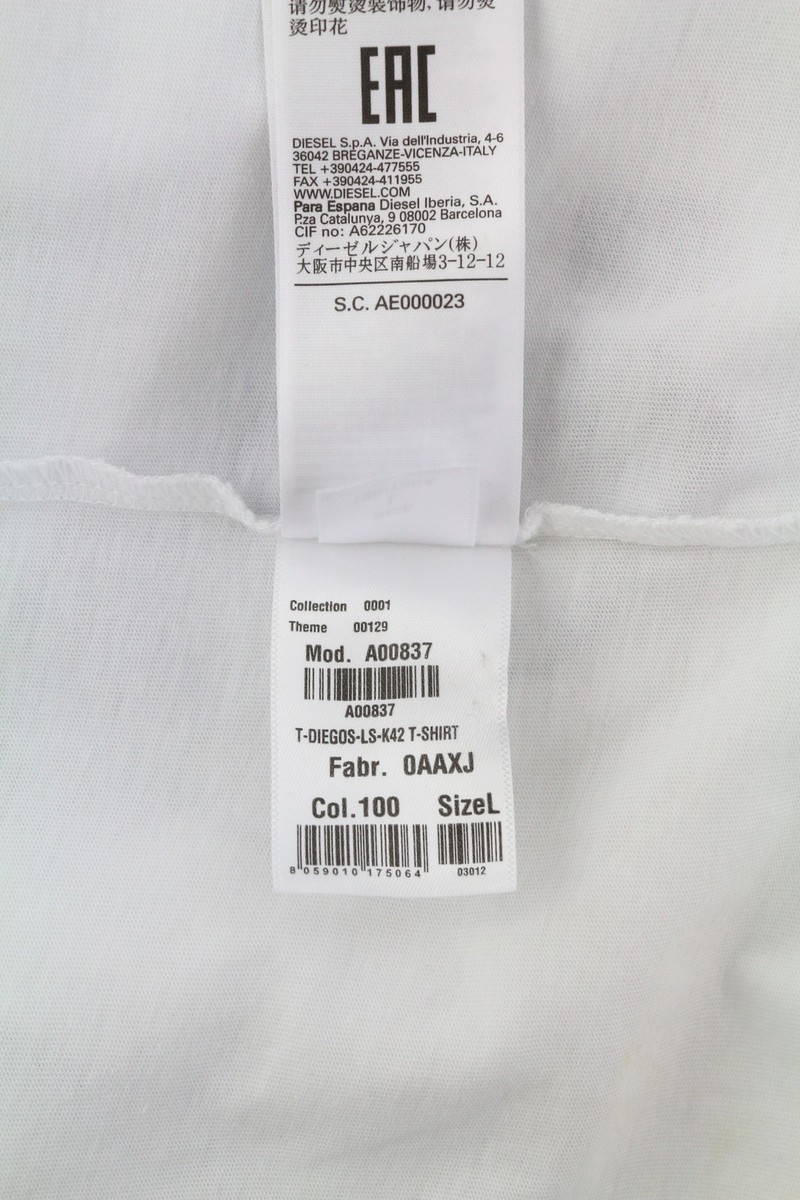 请勿熨烫装饰物, 请勿熨
烫印花
EAC
DIESEL S.p.A. Via dell'Industria, 4-6
36042 BREGANZE-VICENZA-ITALY
TEL +390424-477555
FAX +390424-411955
WWW.DIESEL.COM
Para Espana Diesel Iberia, S.A.
P.za Catalunya, 9 08002 Barcelona
CIF no: A62226170
ディーゼルジャパン(株)
大阪市中央区南船場3-12-12
S.C. AE000023
Collection 0001
Theme 00129
Mod. A00837
A00837
T-DIEGOS-LS-K42 T-SHIRT
Fabr. 0AAXJ
Col.100 SizeL
8 059010 175064 03012